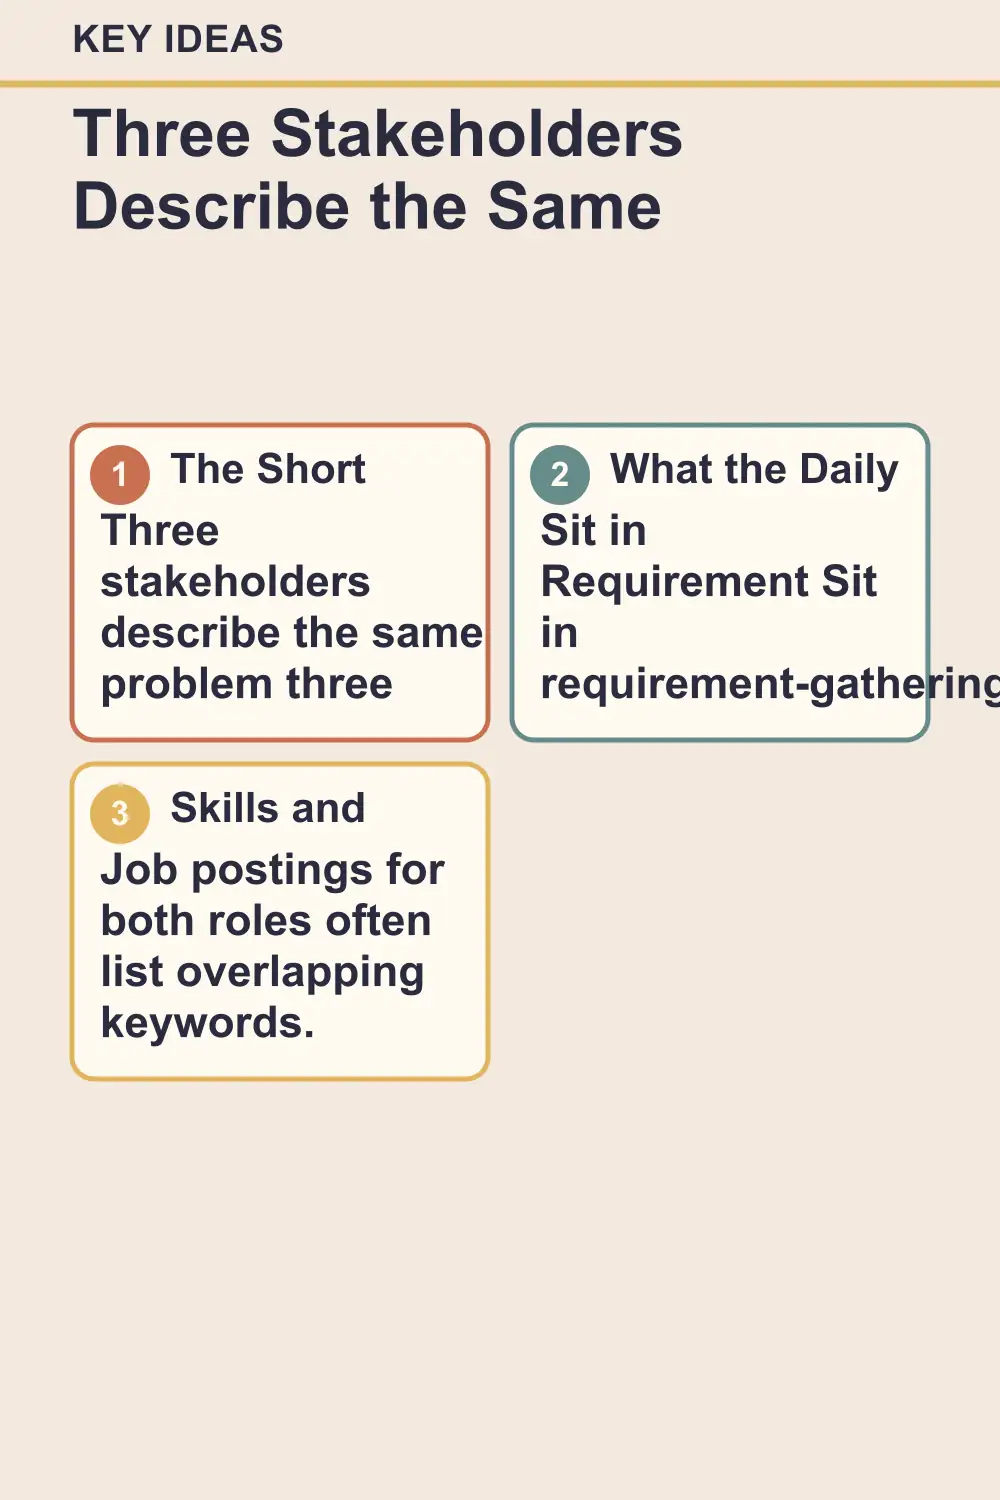 KEY IDEAS
Three Stakeholders
Describe the Same
1 The Short
Three
stakeholders
describe the same
problem three
2 What the Daily
Sit in
Requirement Sit
in
requirement-gathering
3 Skills and
Job postings for
both roles often
list overlapping
keywords.